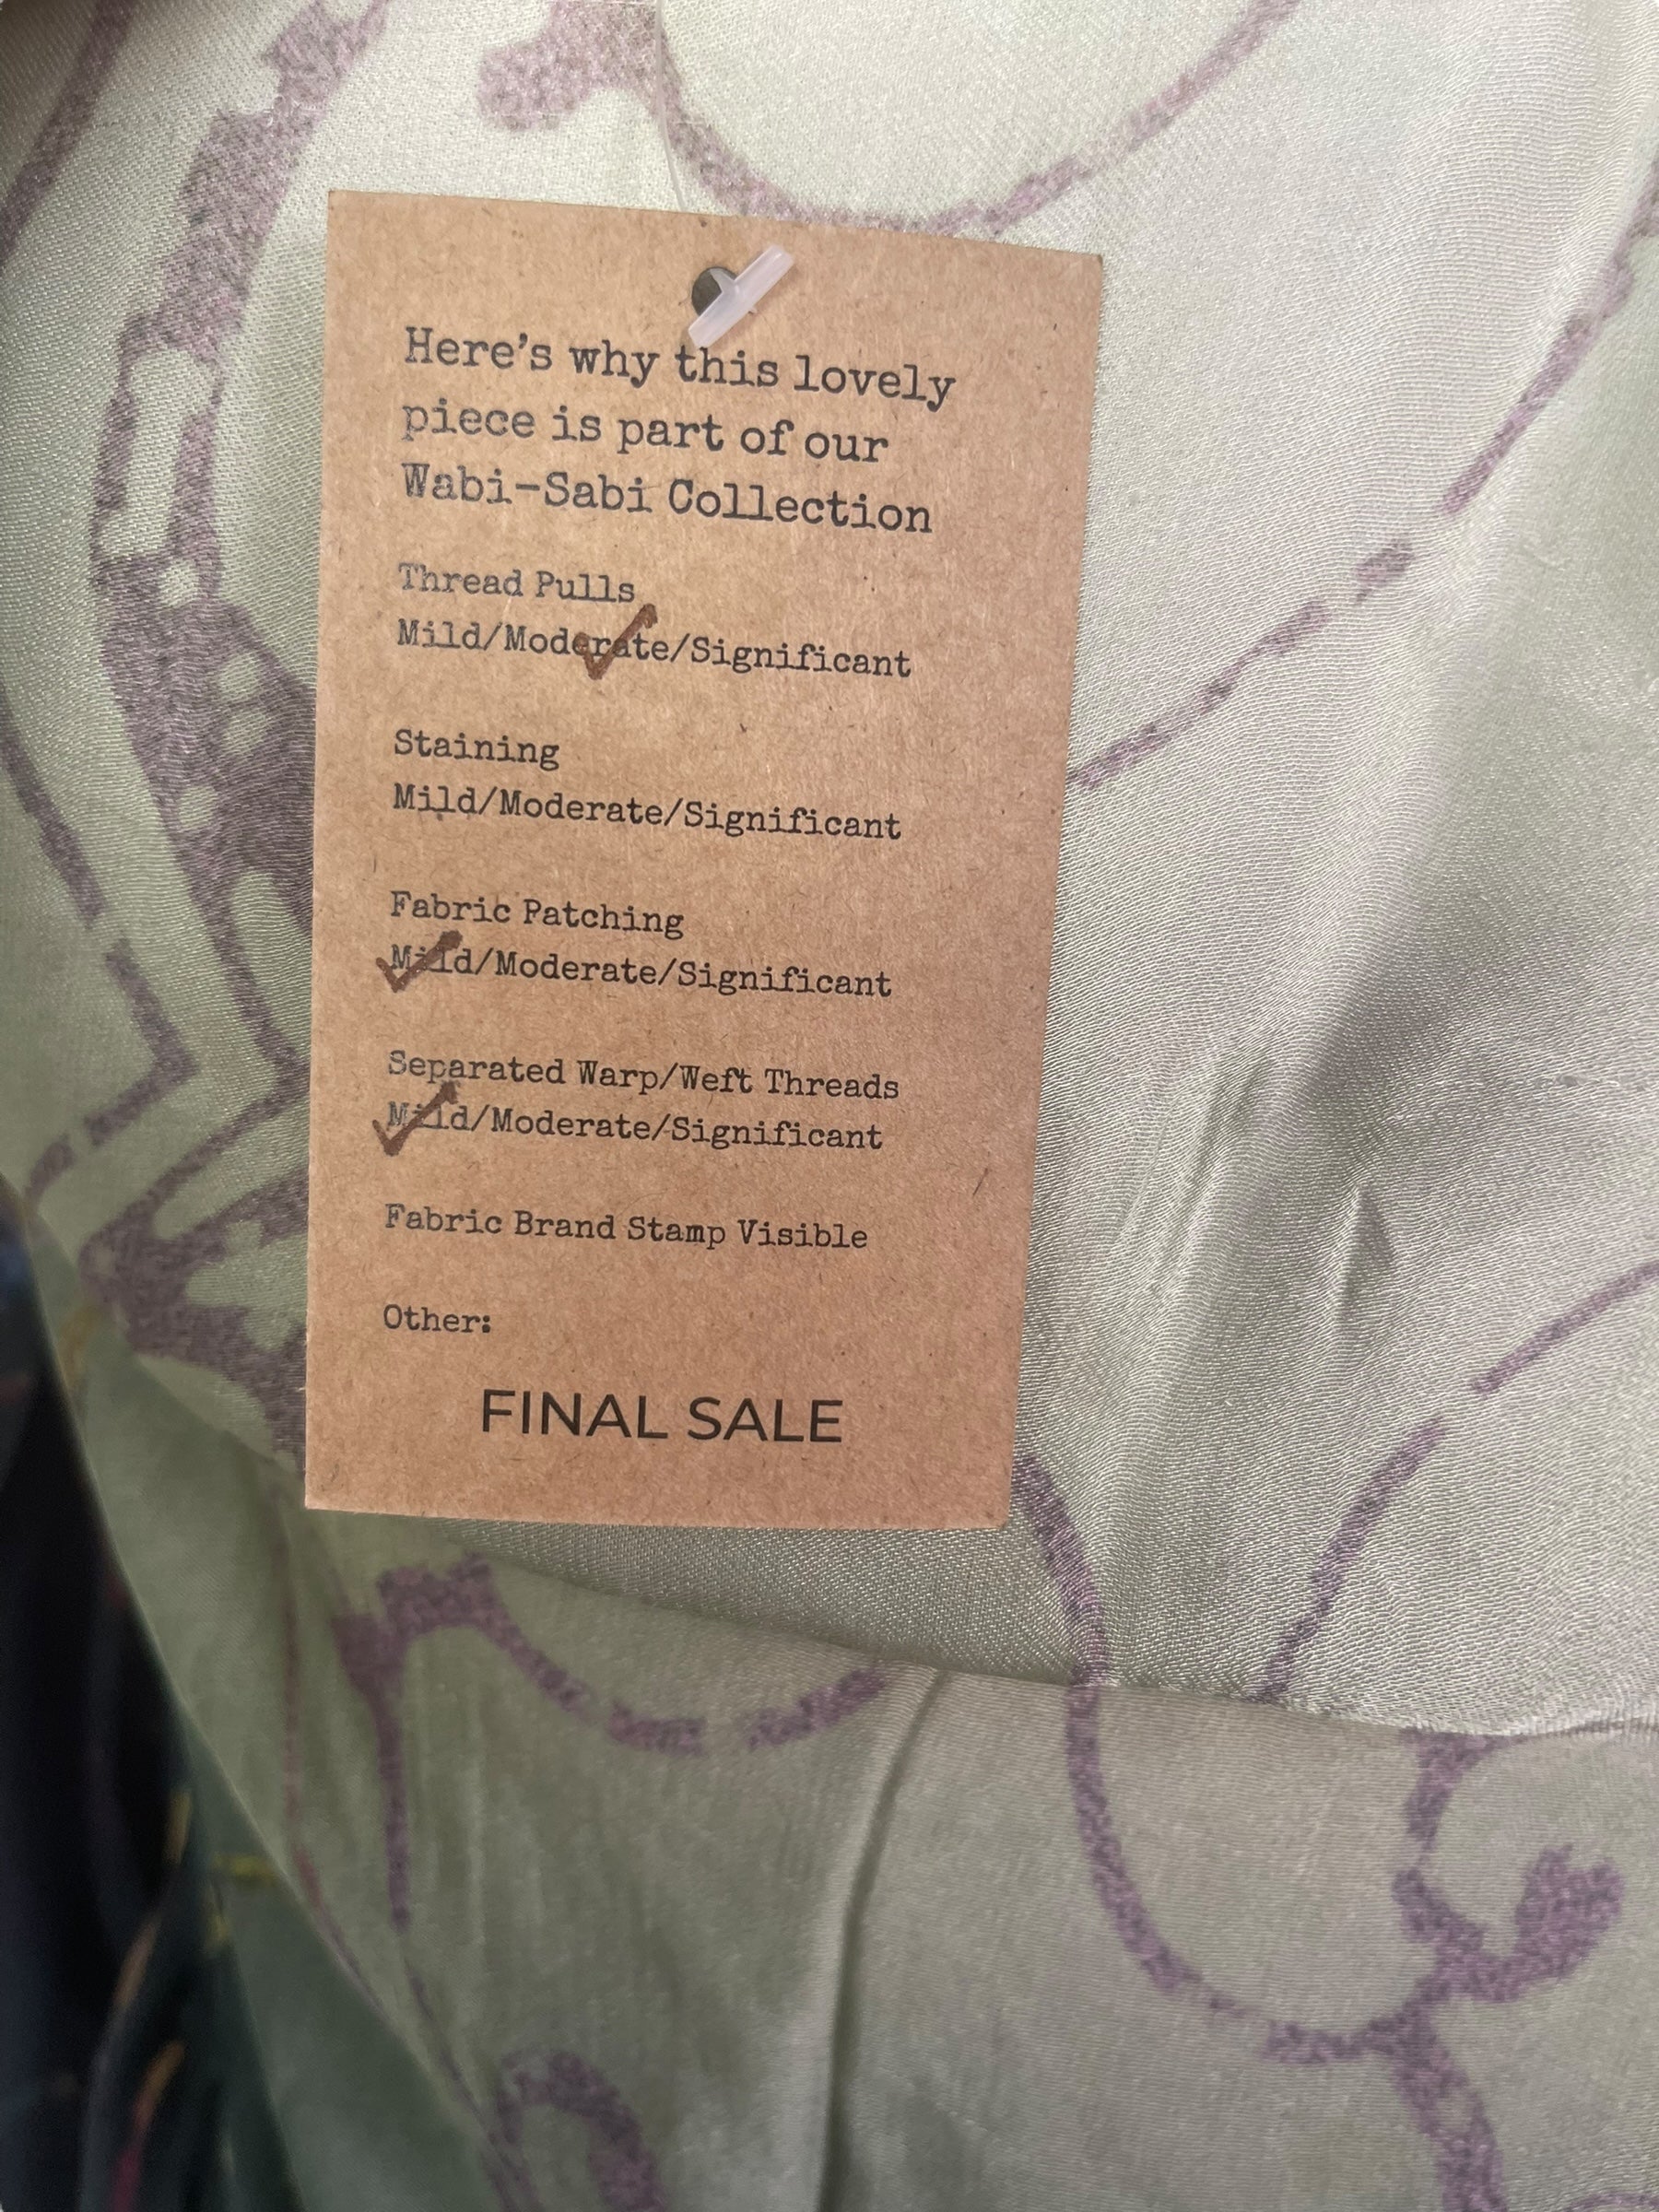 Here's why this lovely
piece is part of our
Wabi-Sabi Collection
Thread Pulls
Mild/Moderate/Significant
Staining
Mild/Moderate/Significant
Fabric Patching
Mild/Moderate/Significant
Separated Warp/Weft Threads
Mild/Moderate/Significant
Fabric Brand Stamp Visible
Other:
FINAL SALE